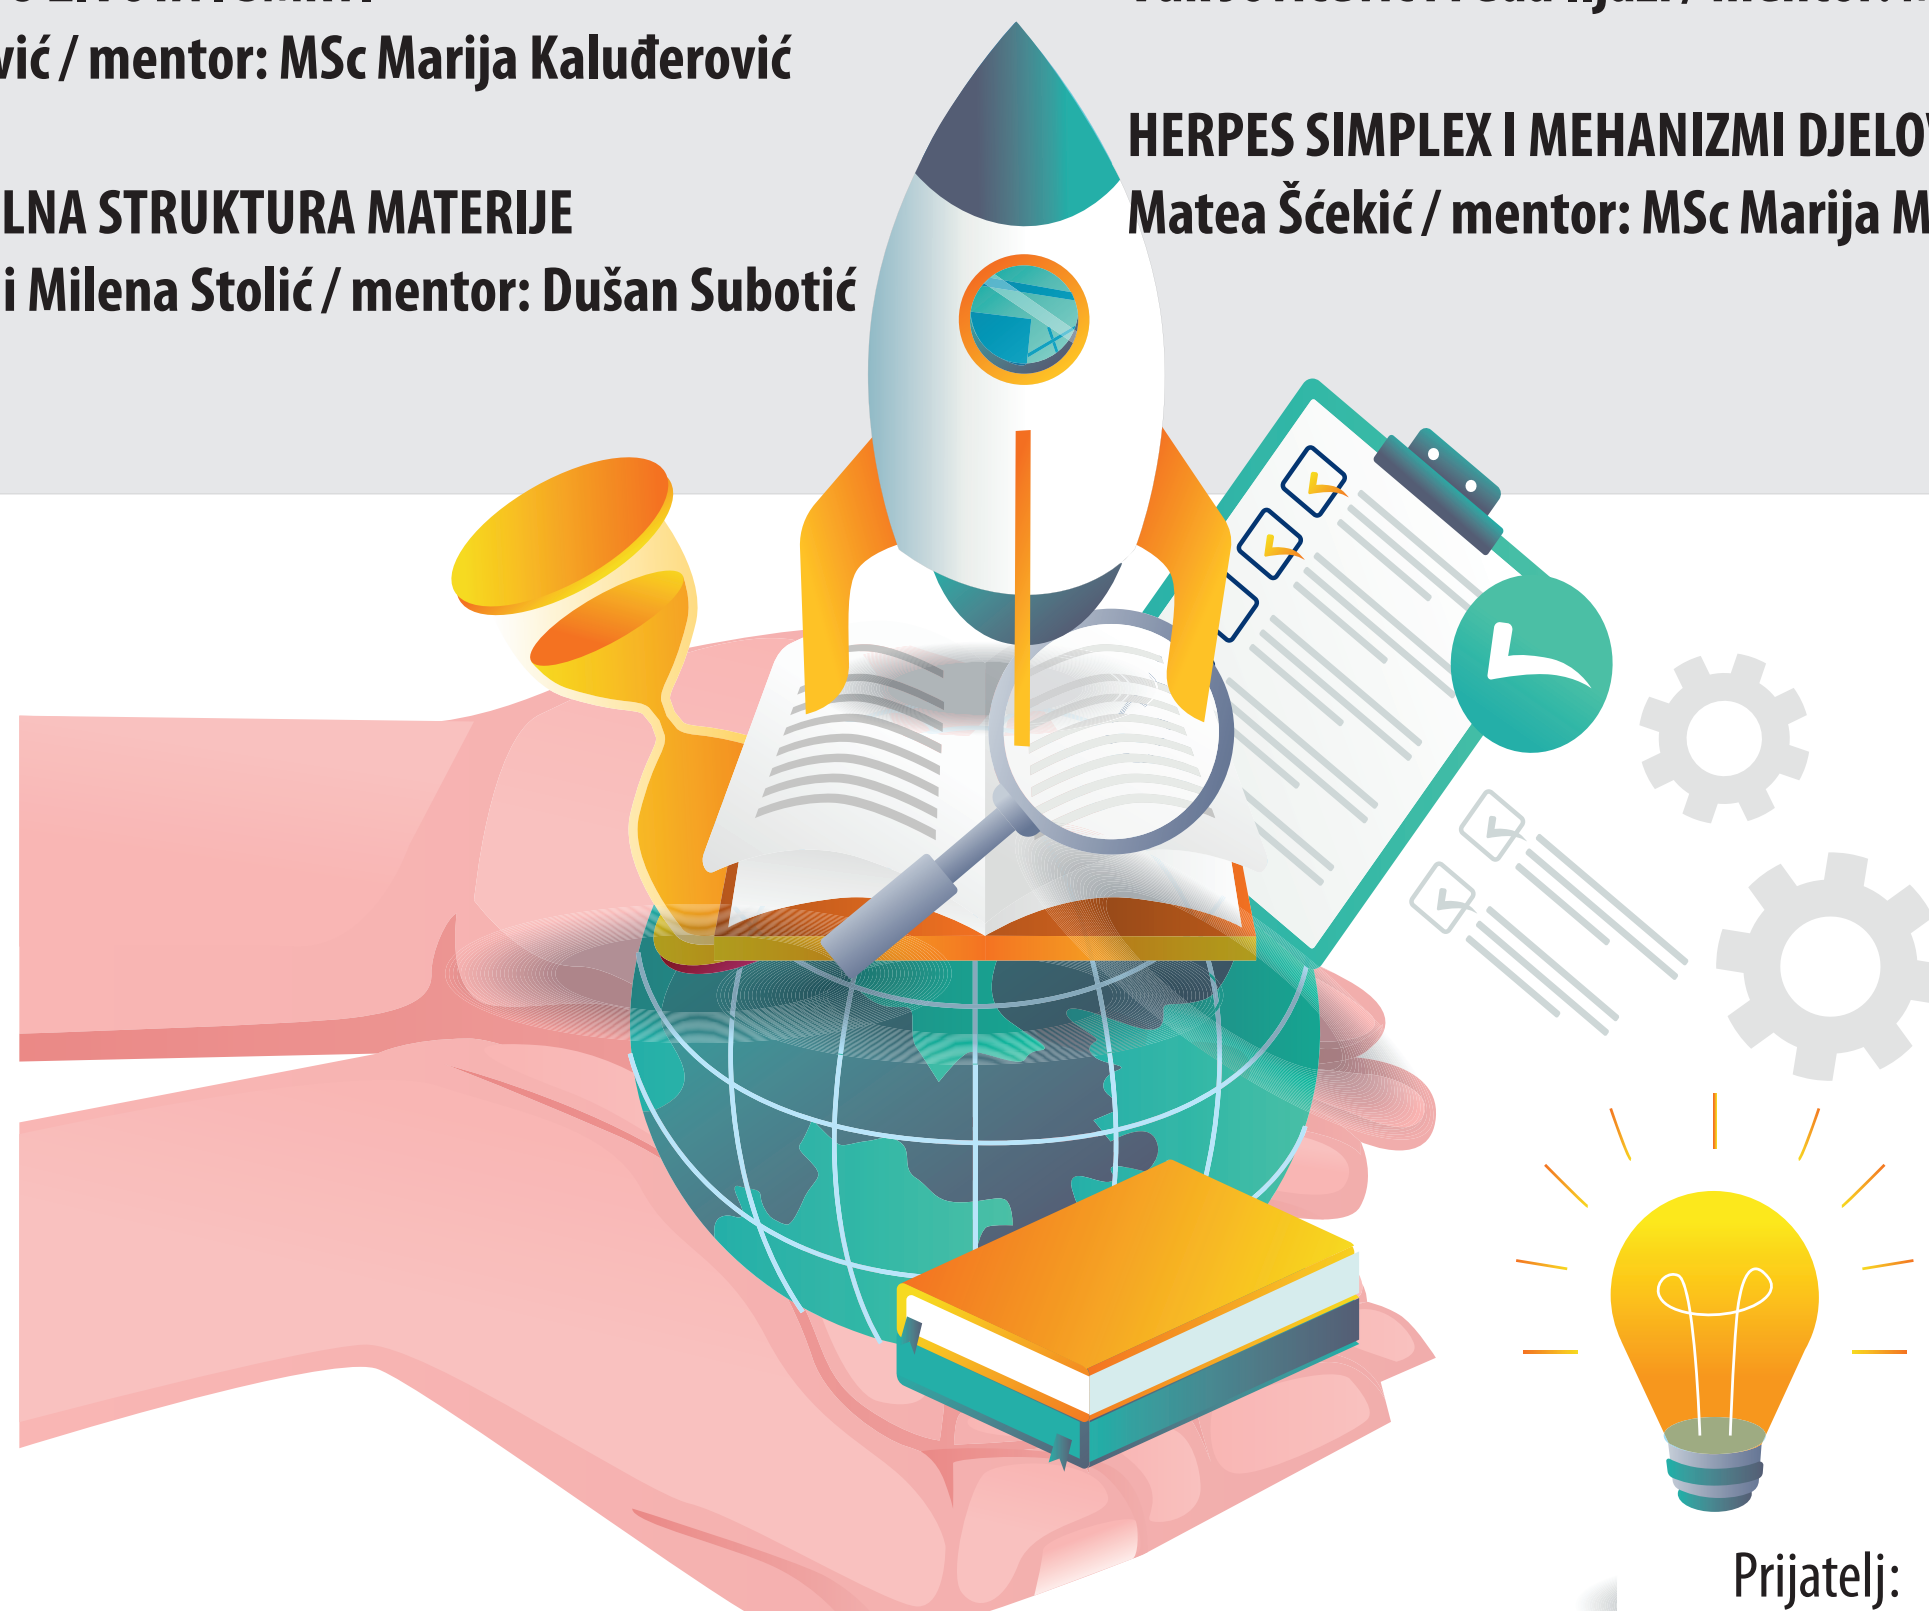 vić / mentor: MSc Marija Kaluđerović
LNA STRUKTURA MATERIJE
i Milena Stolić / mentor: Dušan Subotić
HERPES SIMPLEX I MEHANIZMI DJELOV
Matea Šćekić / mentor: MSc Marija M
Prijatelj: